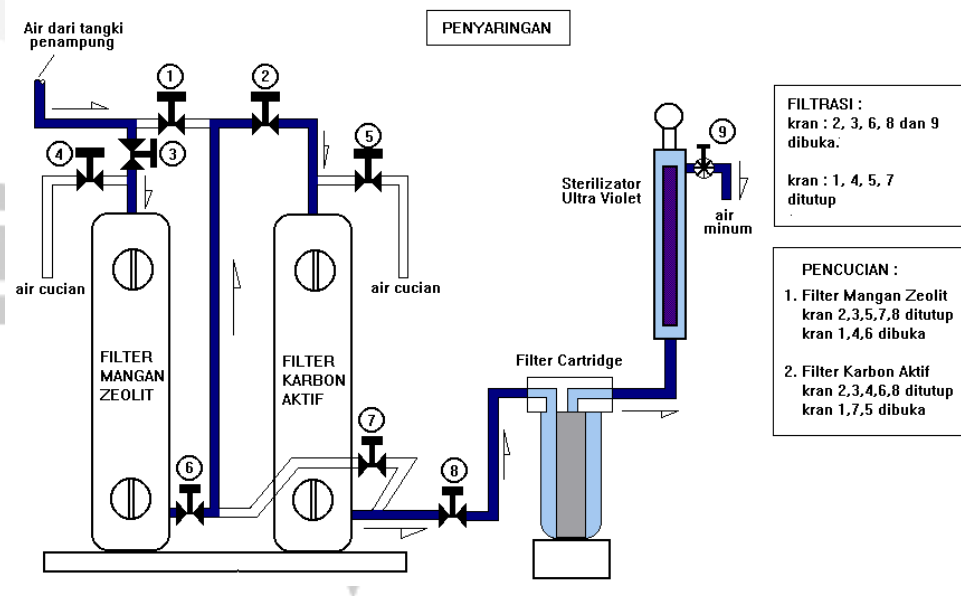 PENYARINGAN
Air dari tangki
penampung
1
2
3
4
5
air cucian
air cucian
FILTER
MANGAN
ZEOLIT
FILTER
KARBON
AKTIF
6
7
8
Filter Cartridge
Sterilizator
Ultra Violet
9
air
minum
FILTRASI :
kran : 2, 3, 6, 8 dan 9
dibuka.
kran : 1, 4, 5, 7
ditutup
PENCUCIAN :
1. Filter Mangan Zeolit
kran 2,3,5,7,8 ditutup
kran 1,4,6 dibuka
2. Filter Karbon Aktif
kran 2,3,4,6,8 ditutup
kran 1,7,5 dibuka